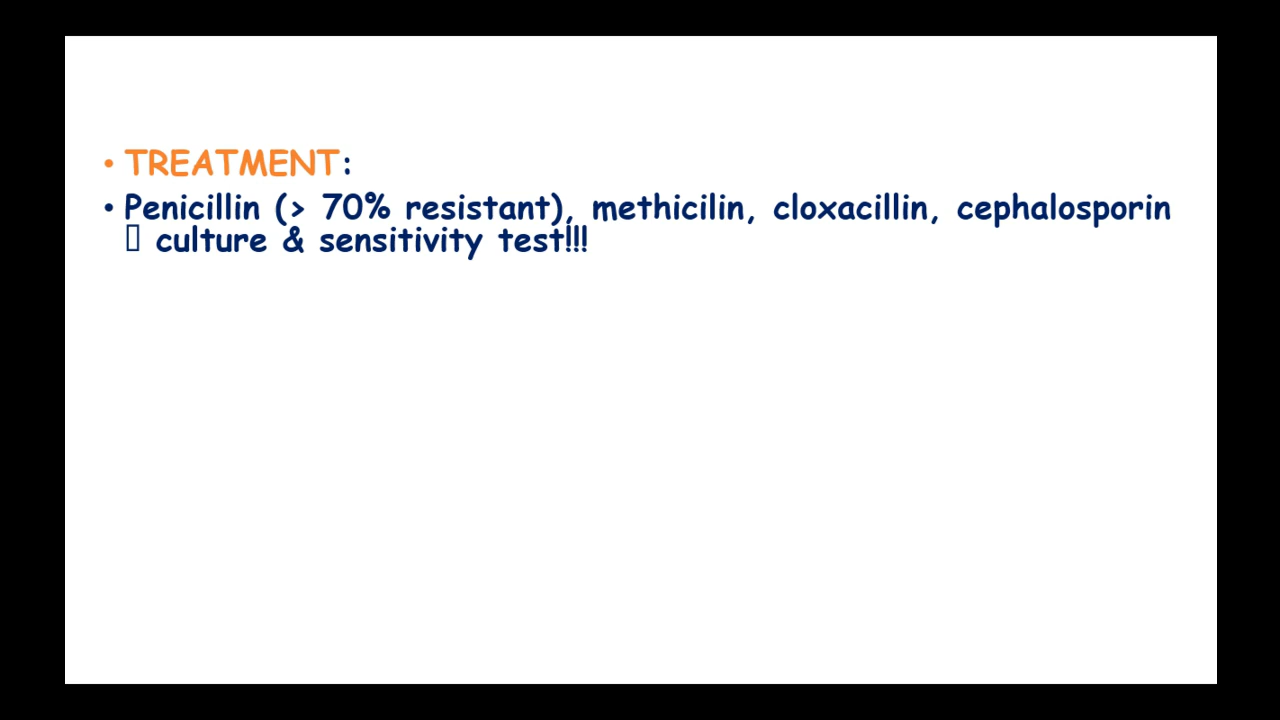 • TREATMENT:
• Penicillin (> 70% resistant), methicilin, cloxacillin, cephalosporin
 culture & sensitivity test!!!